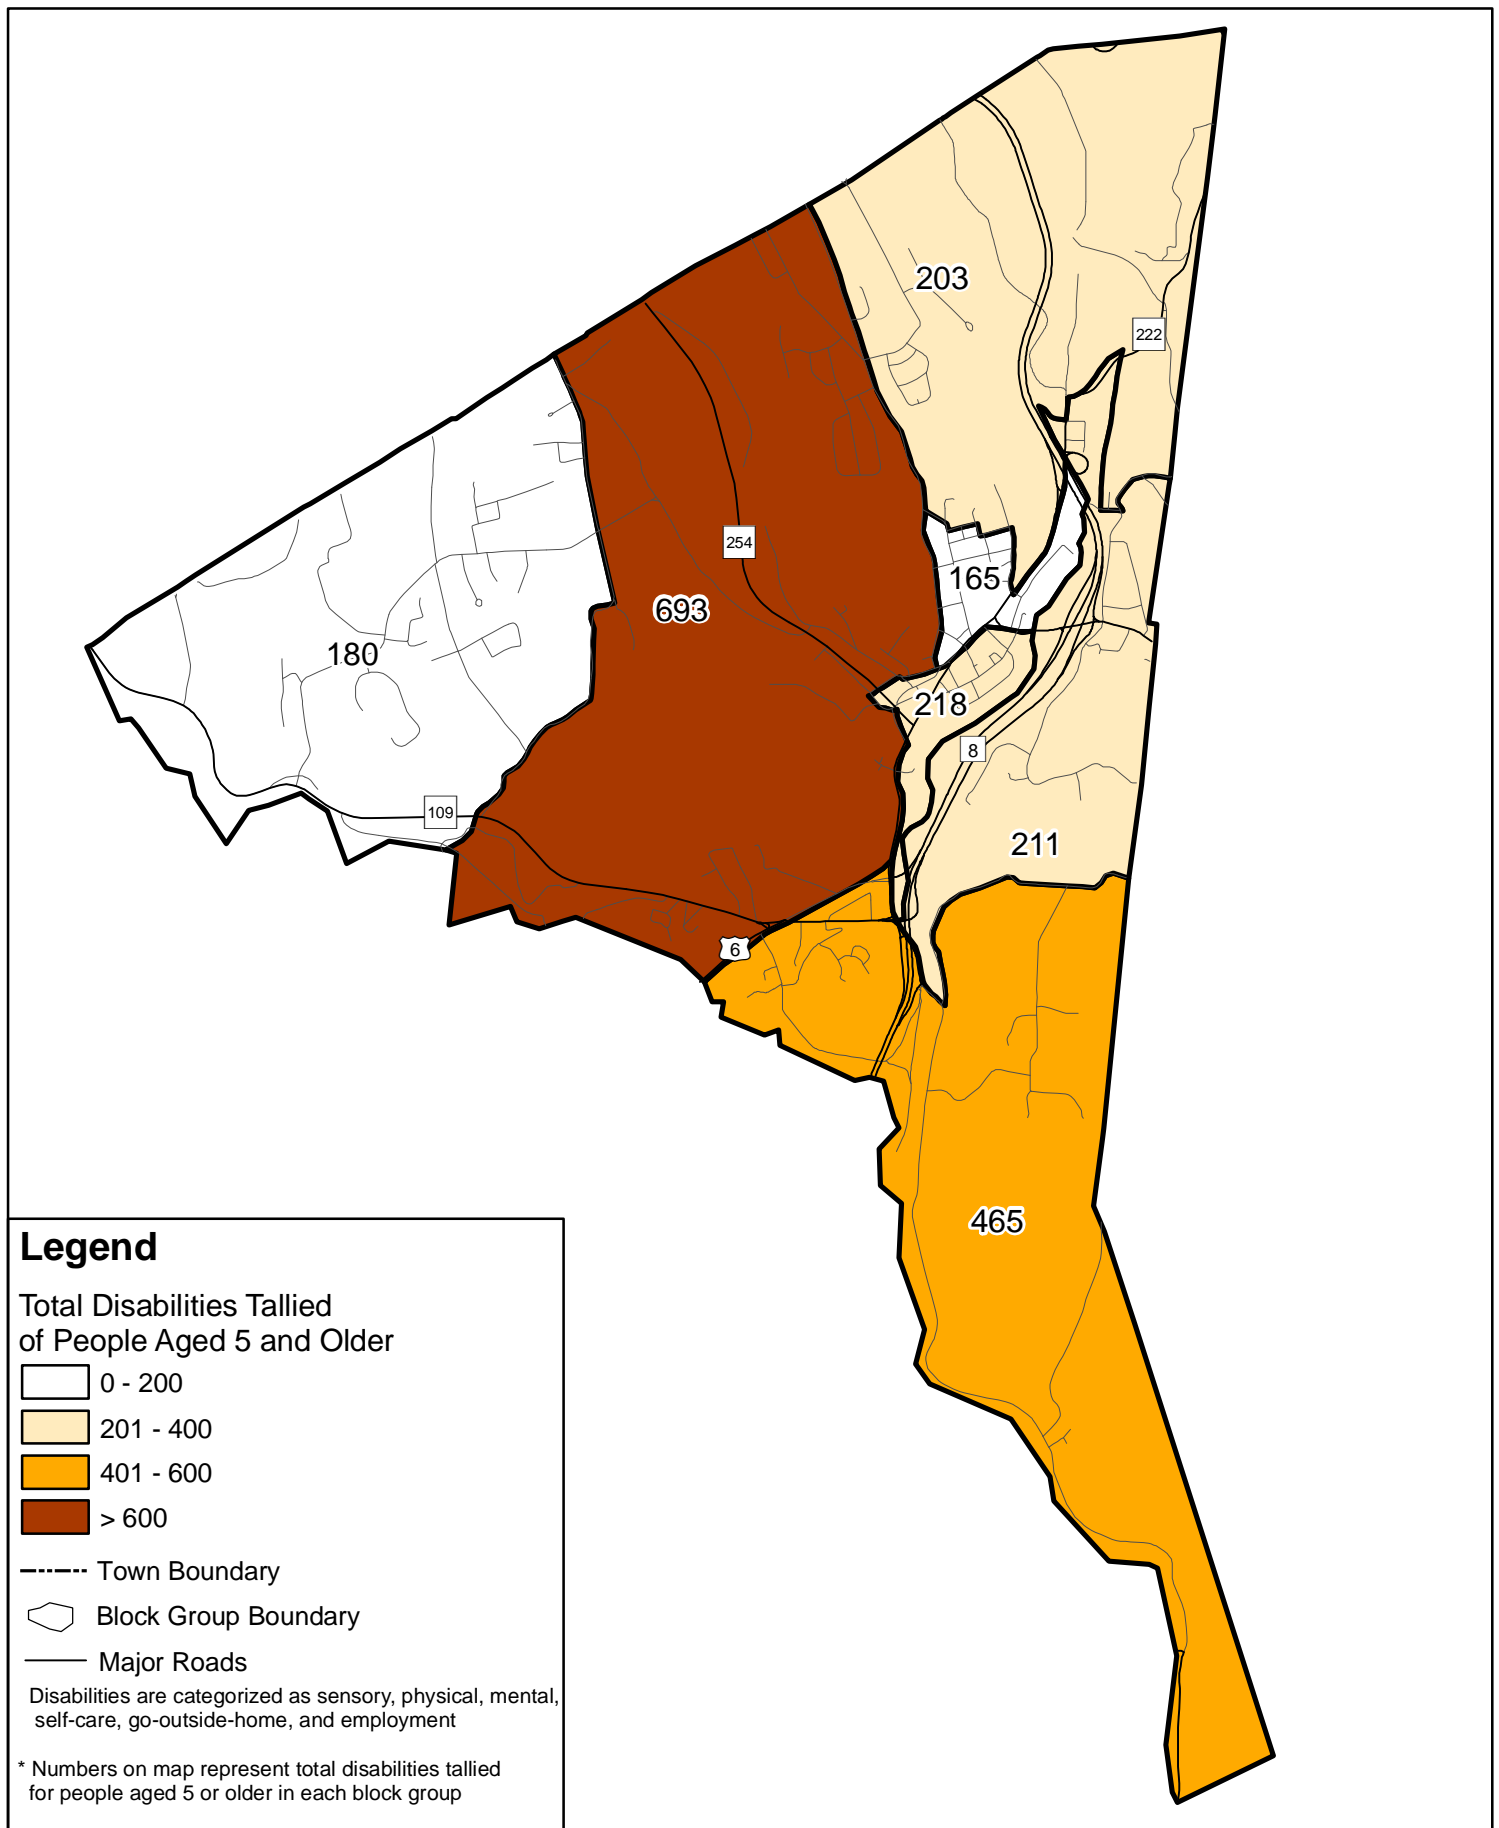 203
222
254
165
693
180
218
8
109
211
6
465
Legend
Total Disabilities Tallied
of People Aged 5 and Older
0 - 200
201 - 400
401 - 600
> 600
Town Boundary
Block Group Boundary
Major Roads
Disabilities are categorized as sensory, physical, mental,
self-care, go-outside-home, and employment
* Numbers on map represent total disabilities tallied
for people aged 5 or older in each block group